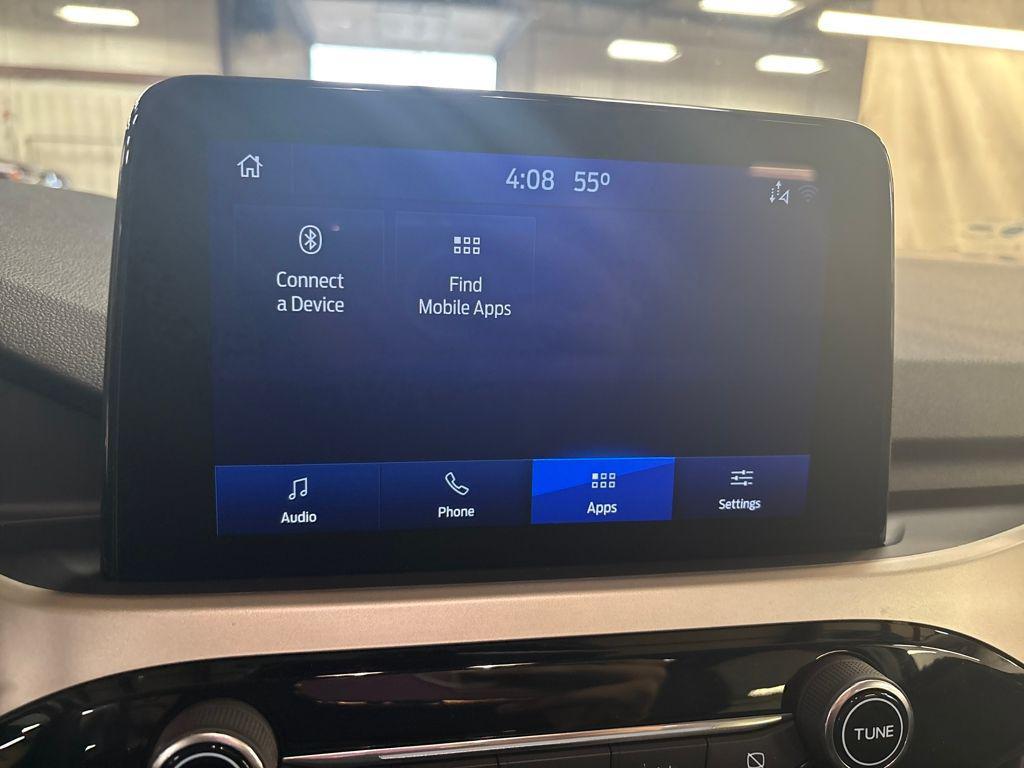 4:08 55°
Connect
a Device
Find
Mobile Apps
Audio
Phone
Apps
Settings
TUNE